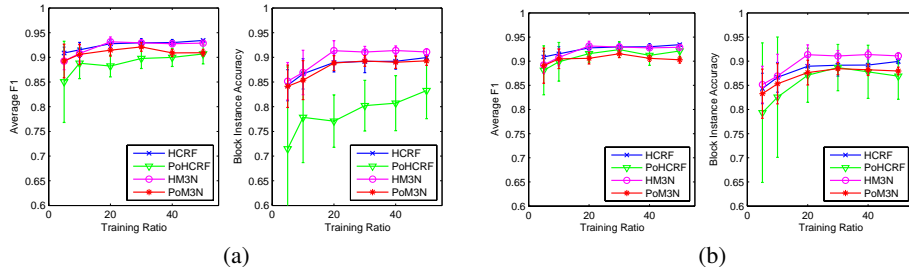 Average F1
1
0.95
0.9
0.85
0.8
0.75
0.7
0.65
0.6
20
40
Training Ratio
HCRF
PoHCRF
HM3N
PoM3N
Block Instance Accuracy
1
0.95
0.9
0.85
0.8
0.75
0.7
0.65
0.6
20
40
Training Ratio
HCRF
PoHCRF
HM3N
PoM3N
(a)
Average F1
1
0.95
0.9
0.85
0.8
0.75
0.7
0.65
0.6
20
40
Training Ratio
HCRF
PoHCRF
HM3N
PoM3N
Block Instance Accuracy
1
0.95
0.9
0.85
0.8
0.75
0.7
0.65
0.6
20
40
Training Ratio
HCRF
PoHCRF
HM3N
PoM3N
(b)